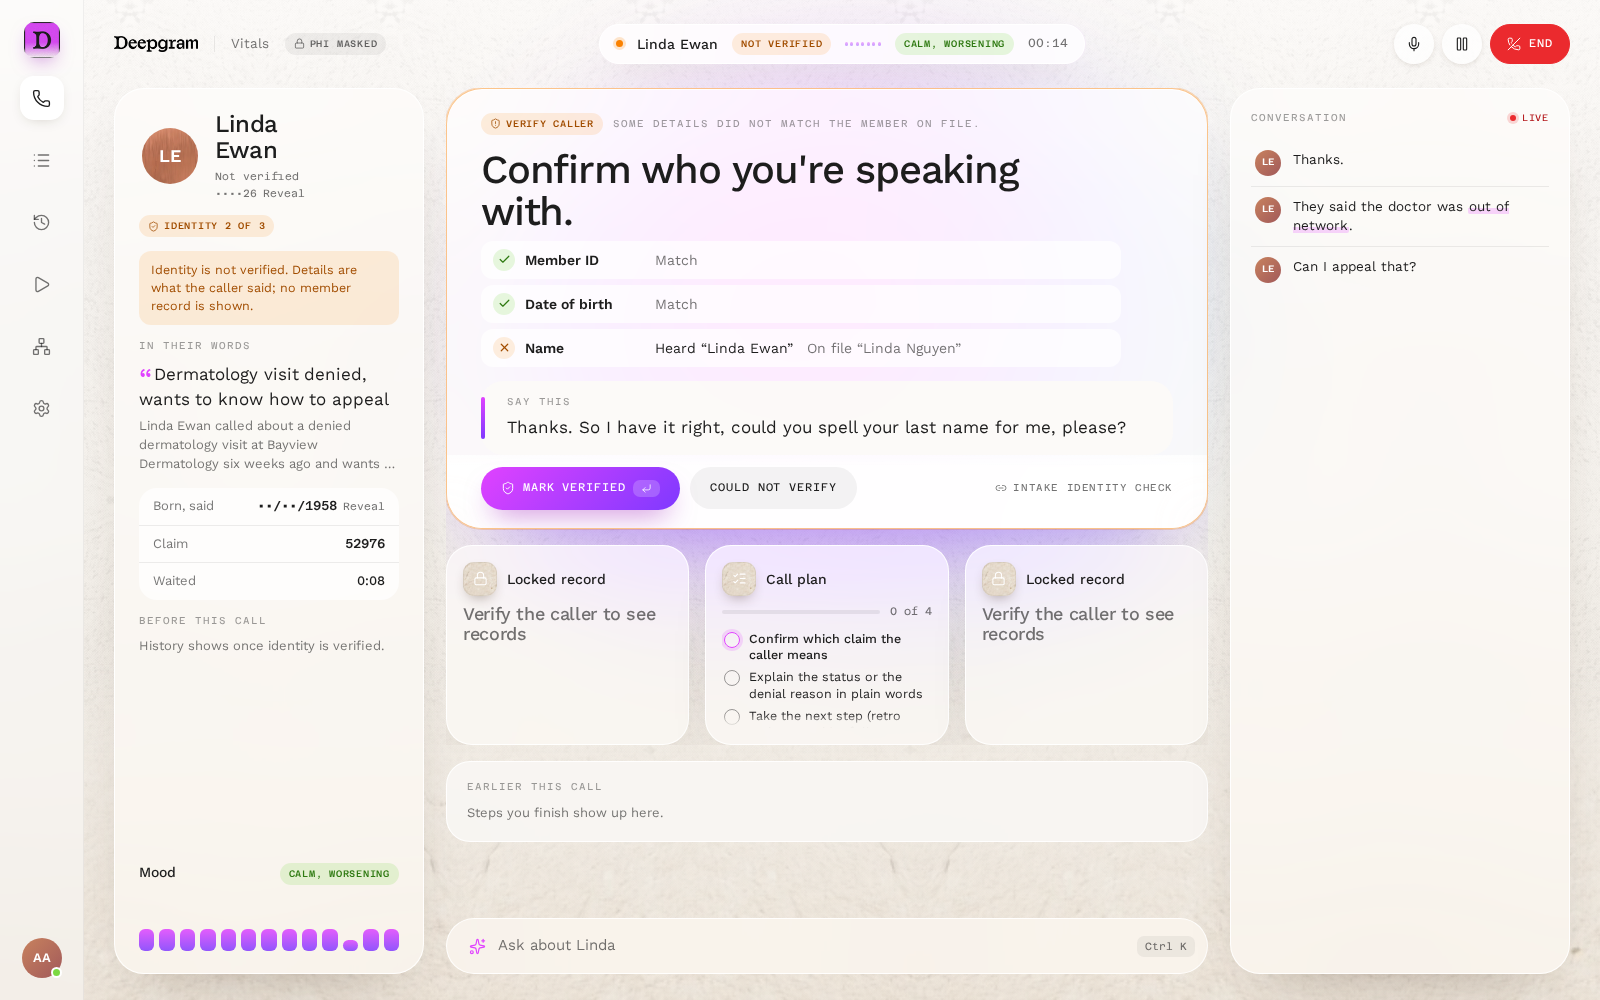 D
Deepgram
Vitals
PHI MASKED
Linda Ewan
NOT VERIFIED
CALM, WORSENING
00:14
END
LE
Linda
Ewan
Not verified
••••26 Reveal
IDENTITY 2 OF 3
Identity is not verified. Details are
what the caller said; no member
record is shown.
IN THEIR WORDS
“Dermatology visit denied,
wants to know how to appeal
Linda Ewan called about a denied
dermatology visit at Bayview
Dermatology six weeks ago and wants ...
Born, said ••/••/1958 Reveal
Claim 52976
Waited 0:08
BEFORE THIS CALL
History shows once identity is verified.
Mood CALM, WORSENING
AA
VERIFY CALLER SOME DETAILS DID NOT MATCH THE MEMBER ON FILE.
Confirm who you're speaking
with.
Member ID Match
Date of birth Match
Name Heard “Linda Ewan” On file “Linda Nguyen”
SAY THIS
Thanks. So I have it right, could you spell your last name for me, please?
MARK VERIFIED
COULD NOT VERIFY
INTAKE IDENTITY CHECK
Locked record
Verify the caller to see
records
Call plan
0 of 4
Confirm which claim the
caller means
Explain the status or the
denial reason in plain words
Take the next step (retro
Locked record
Verify the caller to see
records
EARLIER THIS CALL
Steps you finish show up here.
Ask about Linda
Ctrl K
CONVERSATION
LIVE
LE Thanks.
LE They said the doctor was out of
network.
LE Can I appeal that?